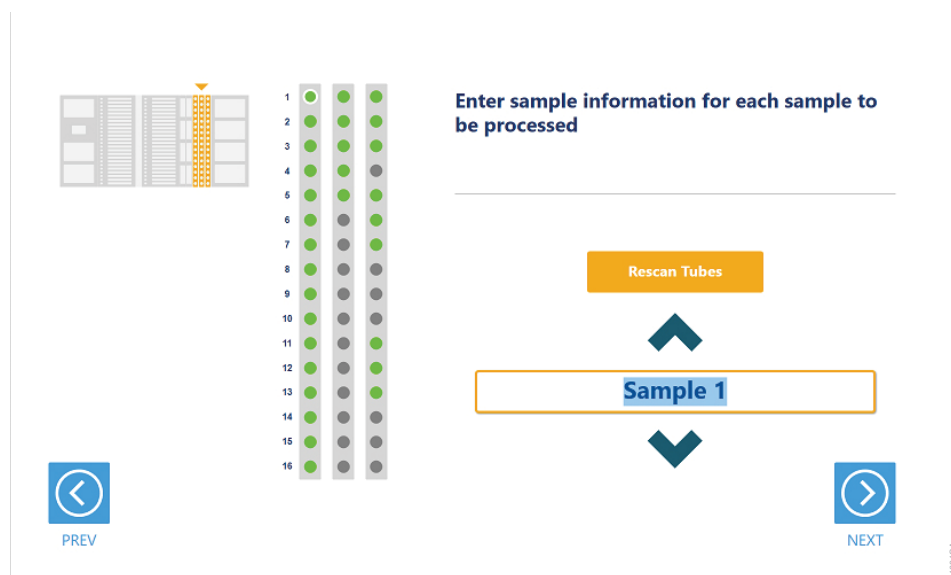 Enter sample information for each sample to
be processed
1
2
3
4
5
6
7
8
9
10
11
12
13
14
15
16
Rescan Tubes
Sample 1
PREV
NEXT